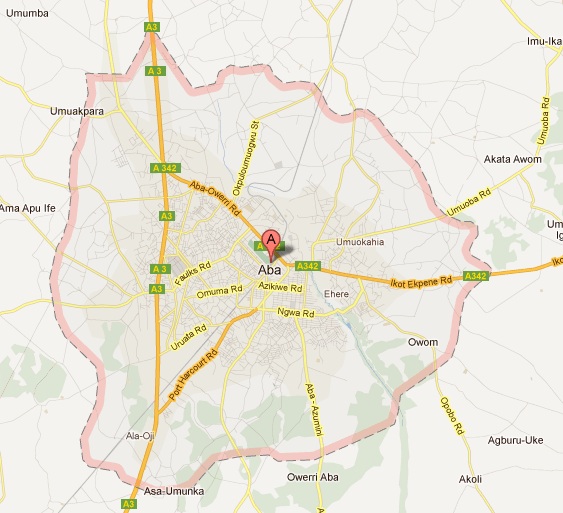 Umumba
A3
Imu-Ika
A 3
Umuakpara
Umuoba Rd
Okpuloumuogwu St
Akata Awom
A 342
Aba-Owerri Rd
Umuoba Rd
Ama Apu Ife
A3
Um
Ig
A
Umuokahia
Iko
A 3
Faulks Rd
Aba
A342
Ikot Ekpene Rd
A342
A3
Omuma Rd
Azikiwe Rd
Ehere
Ngwa Rd
Uruata Rd
Owom
Port Harcourt Rd
Aba - Azumini
Opobo Rd
Ala-Oji
Agburu-Uke
Owerri Aba
Akoli
Asa-Umunka
A3